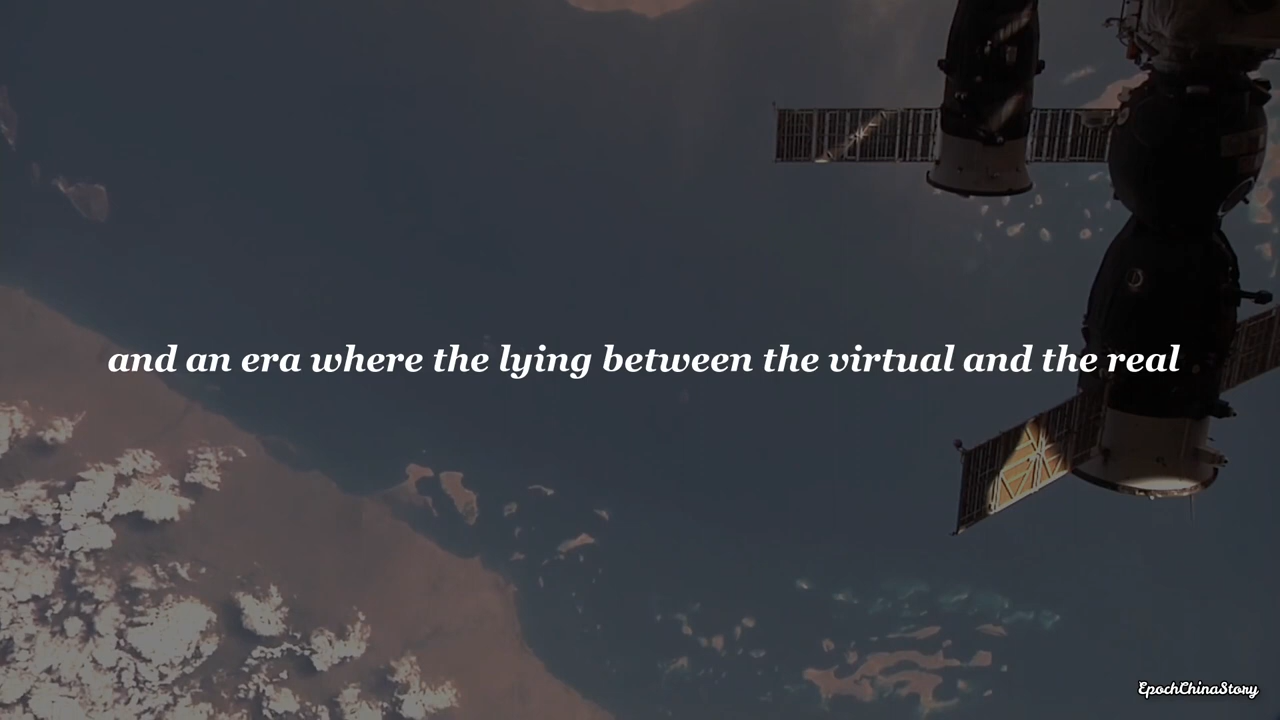 and an era where the lying between the virtual and the real
EpochChinaStory